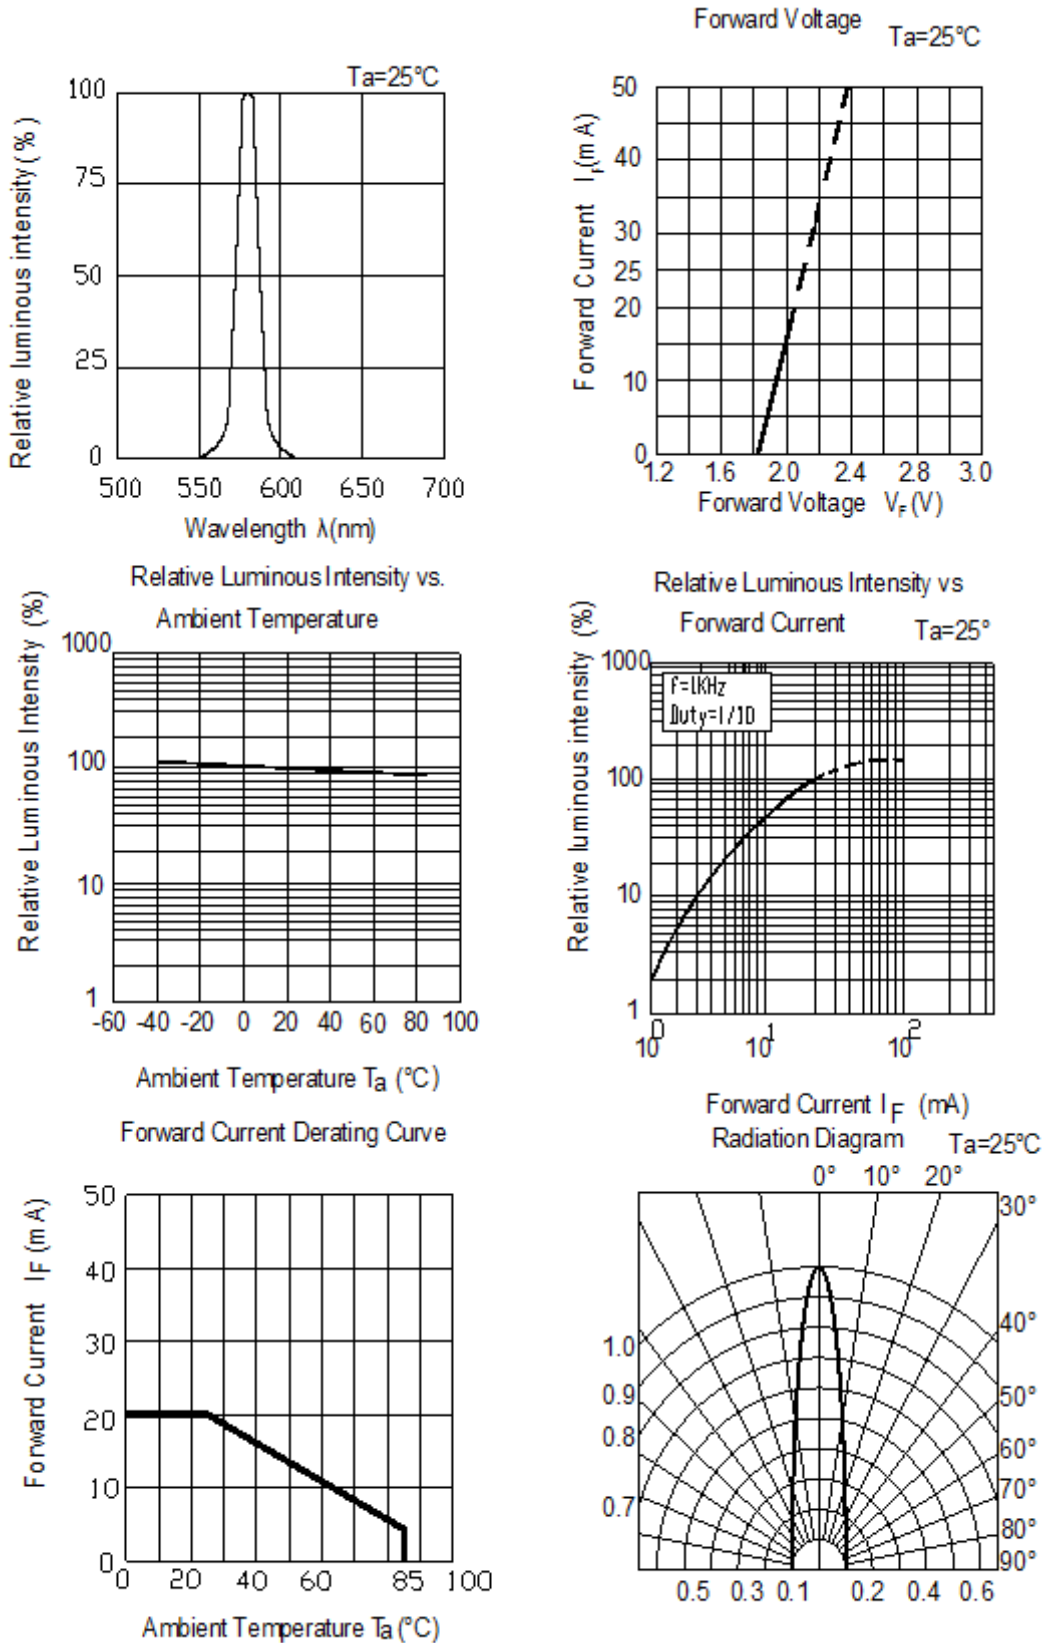 Forward Voltage
Ta=25°C
Ta=25°C
Relative luminous intensity(%)
100
75
50
25
0
500 550 600 650 700
Wavelength λ(nm)
Forward Current I_F(mA)
50
40
30
25
20
10
0
1.2 1.6 2.0 2.4 2.8 3.0
Forward Voltage V_F(V)
Relative Luminous Intensity vs.
Ambient Temperature
Relative Luminous Intensity (%)
1000
100
10
1
-60 -40 -20 0 20 40 60 80 100
Ambient Temperature Ta (°C)
Relative Luminous Intensity vs
Forward Current
Ta=25°
Relative luminous intensity (%)
f=1KHz
Duty=1/10
1000
100
10
1
10^0 10^1 10^2
Forward Current I_F (mA)
Forward Current Derating Curve
Forward Current I_F (mA)
50
40
30
20
10
0
0 20 40 60 85 100
Ambient Temperature Ta (°C)
Radiation Diagram
Ta=25°C
0° 10° 20°
30°
40°
50°
60°
70°
80°
90°
1.0
0.9
0.8
0.7
0.5 0.3 0.1 0.2 0.4 0.6